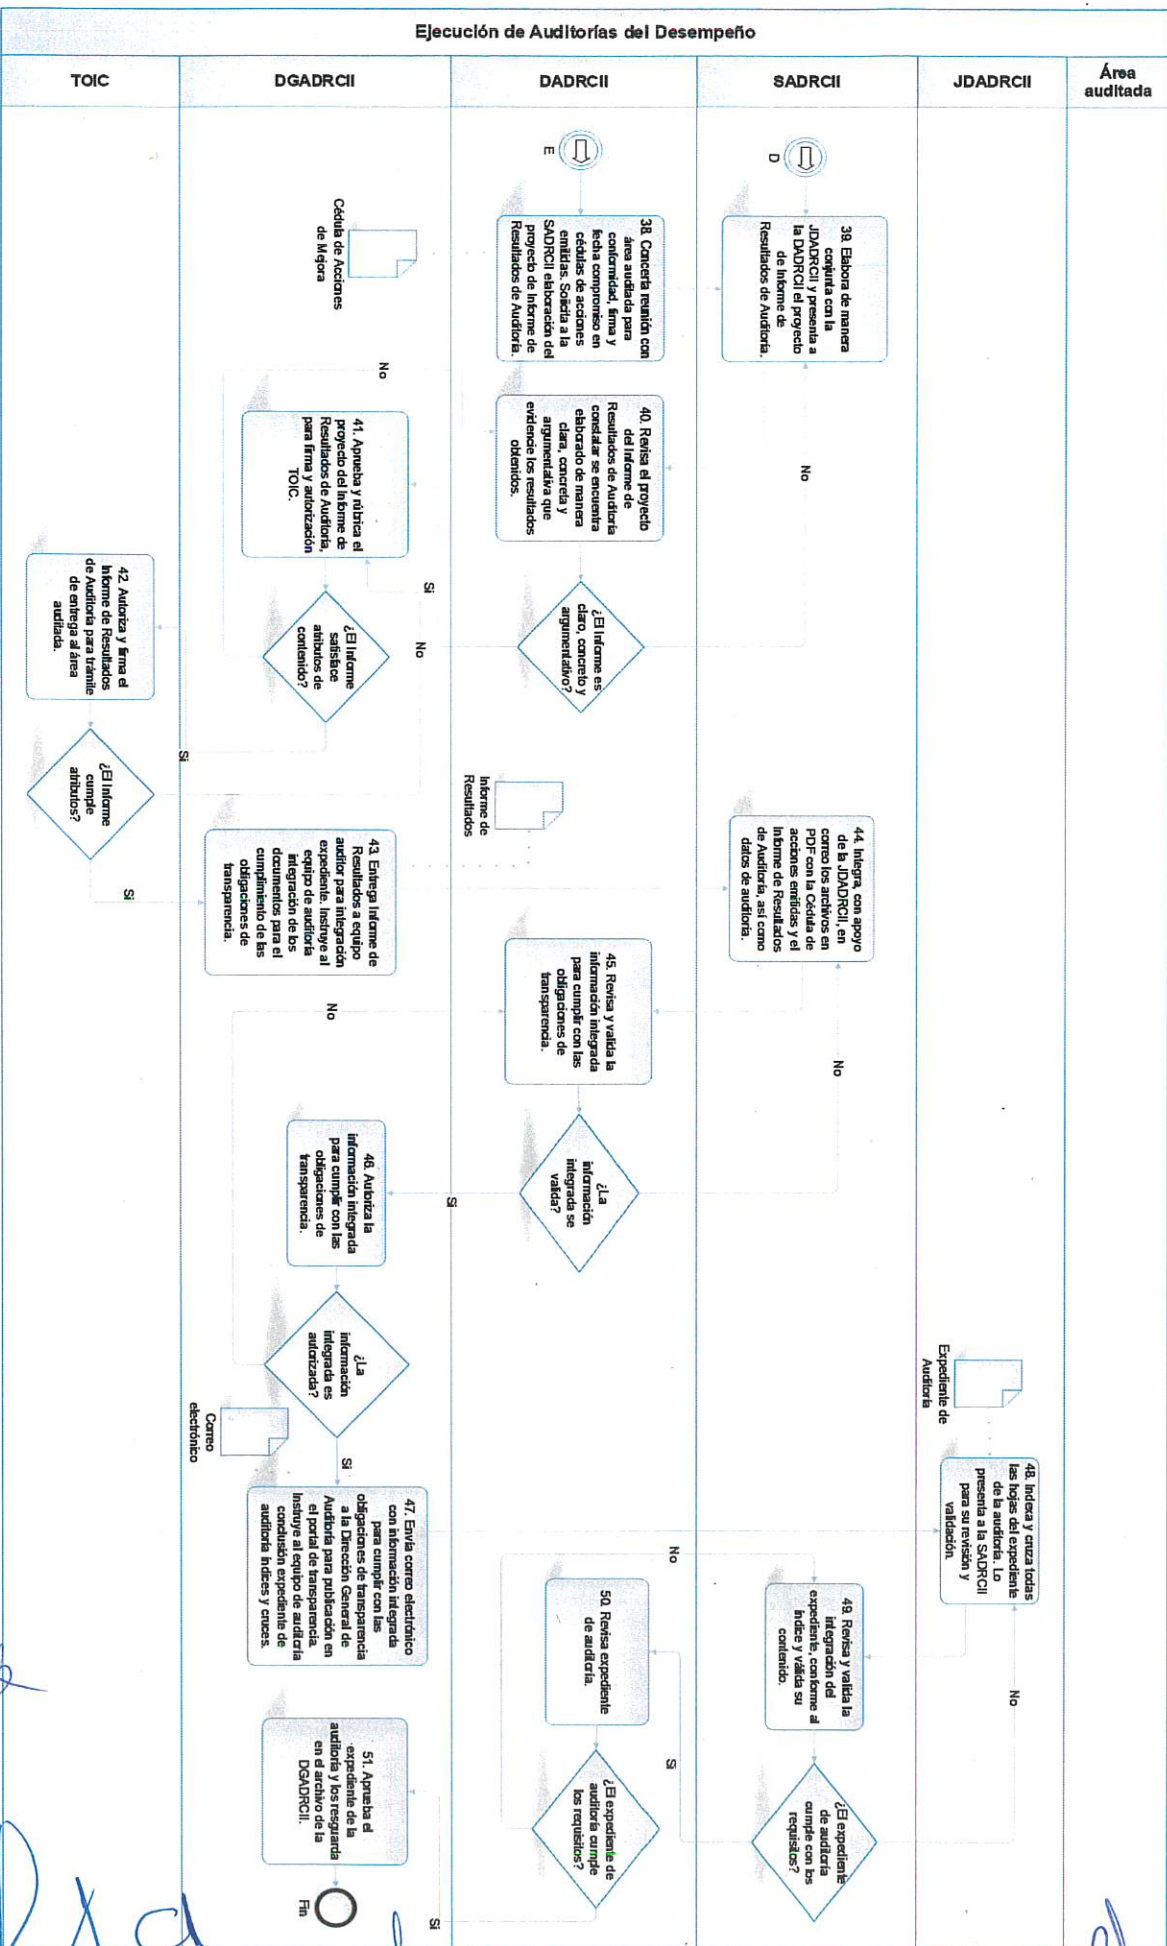 Ejecución de Auditorías del Desempeño
TOIC
DGADRCII
DADRCII
SADRCII
JDADRCII
Área
auditada
E
D
38. Concerta reunión con
área auditada para
conformidad, firma y
fecha compromiso en
cédulas de acciones
emitidas. Solicita a la
SADRCII elaboración del
proyecto de Informe de
Resultados de Auditoría.
Cédula de Acciones
de Mejora
39. Elabora de manera
conjunta con la
JDADRCII y presenta a
la DADRCII el proyecto
de Informe de
Resultados de Auditoría.
No
40. Revisa el proyecto
del Informe de
Resultados de Auditoría
constatar se encuentra
elaborado de manera
clara, concreta y
argumentativa que
evidencie los resultados
obtenidos.
¿El Informe es
claro, concreto y
argumentativo?
No
Si
41. Aprueba y rúbrica el
proyecto del Informe de
Resultados de Auditoría,
para firma y autorización
TOIC.
¿El Informe
satisface
atributos de
contenido?
No
Si
42. Autoriza y firma el
Informe de Resultados
de Auditoría para trámite
de entrega al área
auditada.
¿El Informe
cumple
atributos?
Si
43. Entrega Informe de
Resultados a equipo
auditor para integración
expediente. Instruye al
equipo de auditoría
integración de los
documentos para el
cumplimiento de las
obligaciones de
transparencia.
Informe de
Resultados
44. Integra, con apoyo
de la JDADRCII, en
correo los archivos en
PDF con la Cédula de
acciones emitidas y el
Informe de Resultados
de Auditoría, así como
datos de auditoría.
No
45. Revisa y valida la
información integrada
para cumplir con las
obligaciones de
transparencia.
¿La
información
integrada se
valida?
Si
No
46. Autoriza la
información integrada
para cumplir con las
obligaciones de
transparencia.
¿La
información
integrada es
autorizada?
Si
Correo
electrónico
47. Envía correo electrónico
con información integrada
para cumplir con las
obligaciones de transparencia
a la Dirección General de
Auditoría para publicación en
el portal de transparencia.
Instruye al equipo de auditoría
conclusión expediente de
auditoría índices y cruces.
Expediente de
Auditoría
48. Indexa y cruza todas
las hojas del expediente
de la auditoría. Lo
presenta a la SADRCII
para su revisión y
validación.
No
49. Revisa y valida la
integración del
expediente, conforme al
índice y válida su
contenido.
¿El expediente
de auditoría
cumple con los
requisitos?
No
Si
50. Revisa expediente
de auditoría.
¿El expediente de
auditoría cumple
los requisitos?
Si
51. Aprueba el
expediente de la
auditoría y los resguarda
en el archivo de la
DGADRCII.
Fin